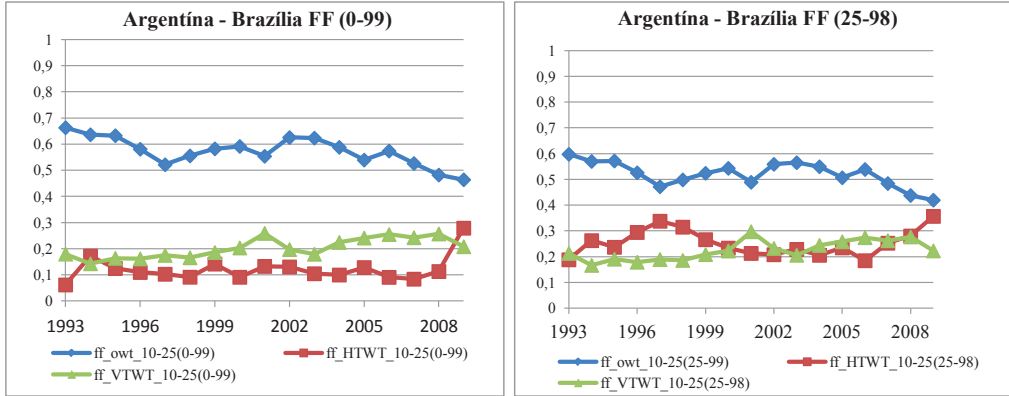 Argentína - Brazília FF (0-99)
1
0,9
0,8
0,7
0,6
0,5
0,4
0,3
0,2
0,1
0
1993 1996 1999 2002 2005 2008
ff_owt_10-25(0-99) ff_HTWT_10-25(0-99)
ff_VTWT_10-25(0-99)
Argentína - Brazília FF (25-98)
1
0,9
0,8
0,7
0,6
0,5
0,4
0,3
0,2
0,1
0
1993 1996 1999 2002 2005 2008
ff_owt_10-25(25-99) ff_HTWT_10-25(25-98)
ff_VTWT_10-25(25-98)